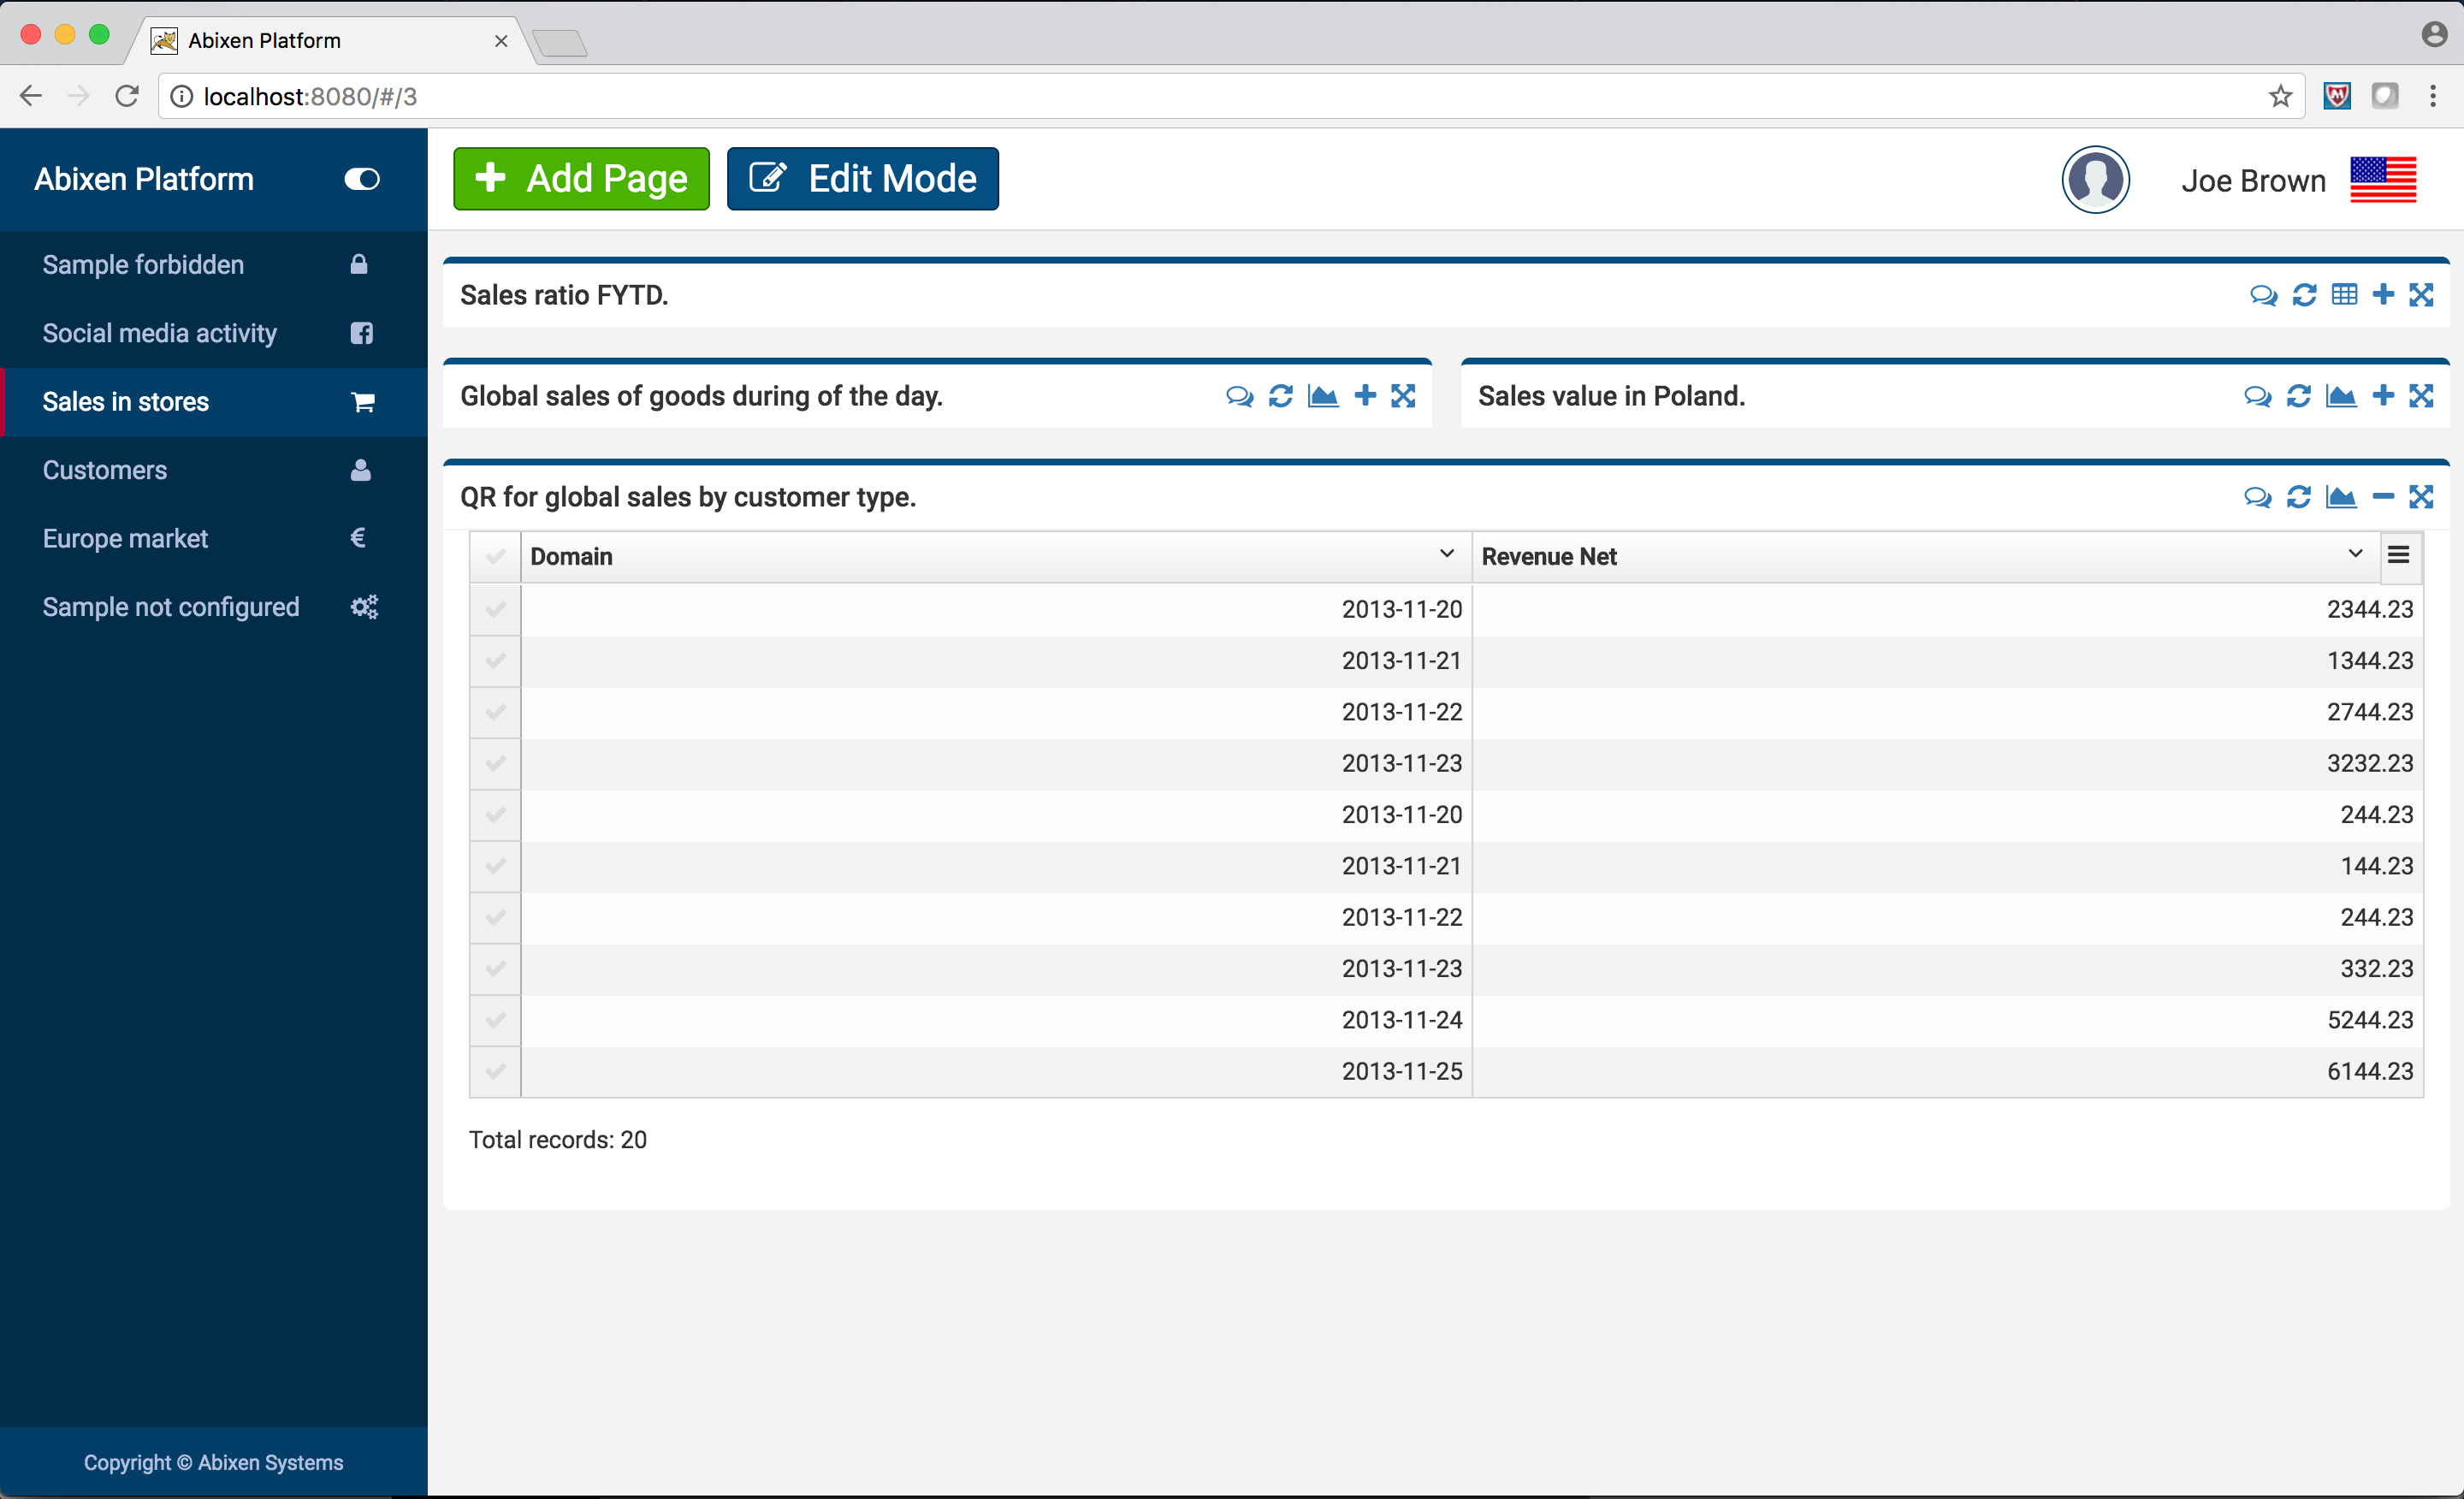 Abixen Platform
localhost:8080/#/3
Abixen Platform
Add Page
Edit Mode
Joe Brown
Sample forbidden
Social media activity
Sales in stores
Customers
Europe market
€
Sample not configured
Copyright © Abixen Systems
Sales ratio FYTD.
Global sales of goods during of the day.
Sales value in Poland.
QR for global sales by customer type.
Domain Revenue Net
2013-11-20 2344.23
2013-11-21 1344.23
2013-11-22 2744.23
2013-11-23 3232.23
2013-11-20 244.23
2013-11-21 144.23
2013-11-22 244.23
2013-11-23 332.23
2013-11-24 5244.23
2013-11-25 6144.23
Total records: 20